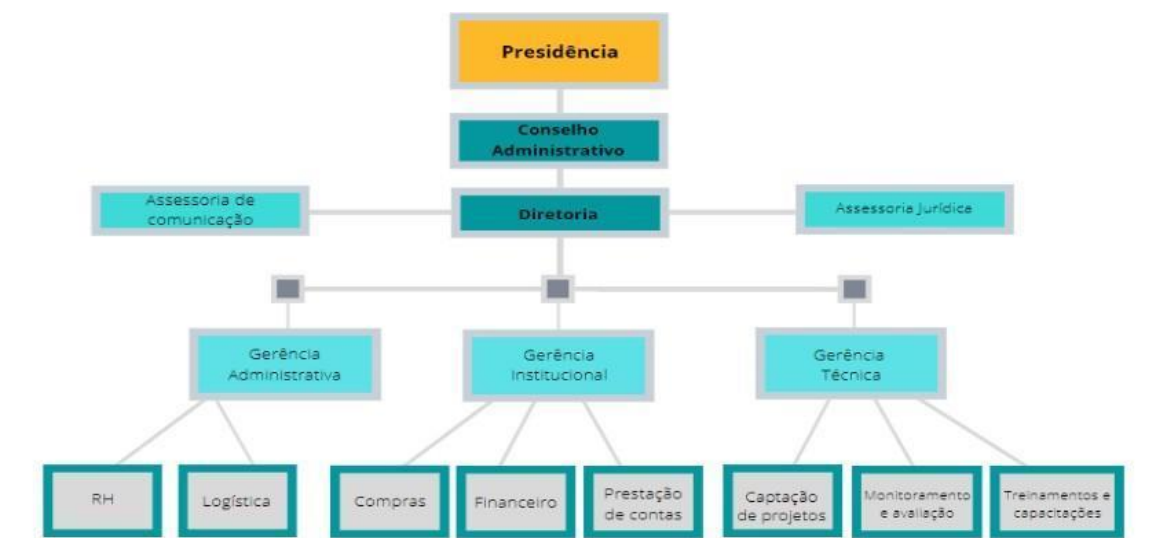 Presidência
Conselho
Administrativo
Assessoria de
comunicação
Diretoria
Assessoria Jurídica
Gerência
Administrativa
Gerência
Institucional
Gerência
Técnica
RH
Logística
Compras
Financeiro
Prestação
de contas
Captação
de projetos
Monitoramento
e avaliação
Treinamentos e
capacitações